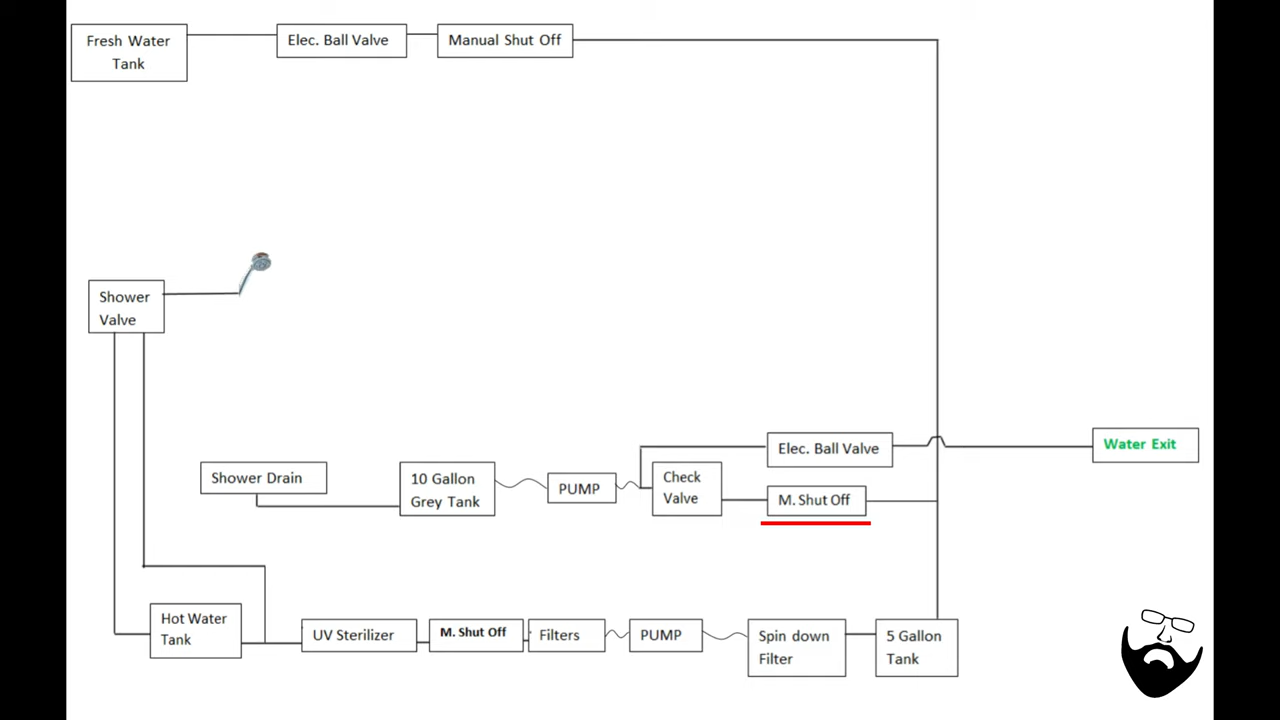 Fresh Water
Tank
Elec. Ball Valve
Manual Shut Off
Shower
Valve
Elec. Ball Valve
Water Exit
Shower Drain
10 Gallon
Grey Tank
PUMP
Check
Valve
M. Shut Off
Hot Water
Tank
UV Sterilizer
M. Shut Off
Filters
PUMP
Spin down
Filter
5 Gallon
Tank